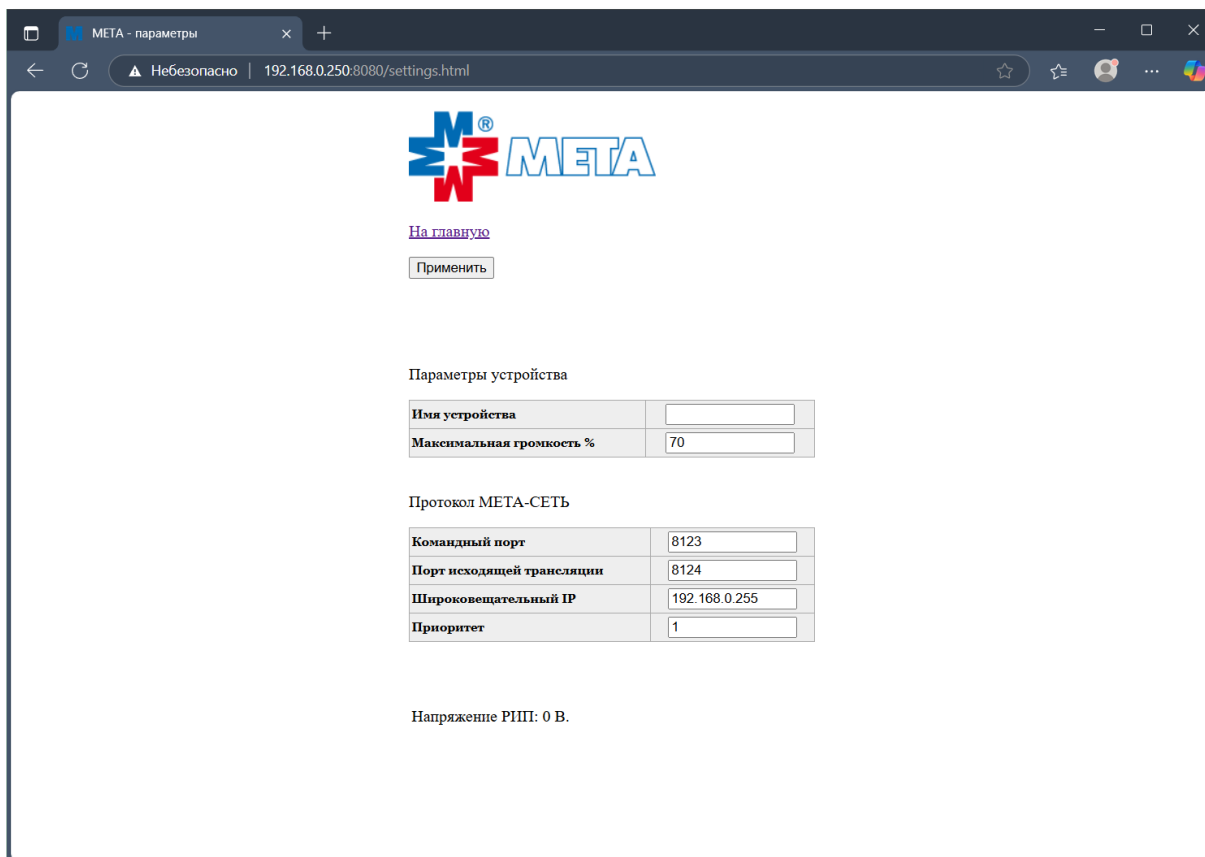 META - параметры
Небезопасно | 192.168.0.250:8080/settings.html
M ®
META
На главную
Применить
Параметры устройства
Имя устройства
Максимальная громкость % 70
Протокол МЕТА-СЕТЬ
Командный порт 8123
Порт исходящей трансляции 8124
Широковещательный IP 192.168.0.255
Приоритет 1
Напряжение РИП: 0 В.